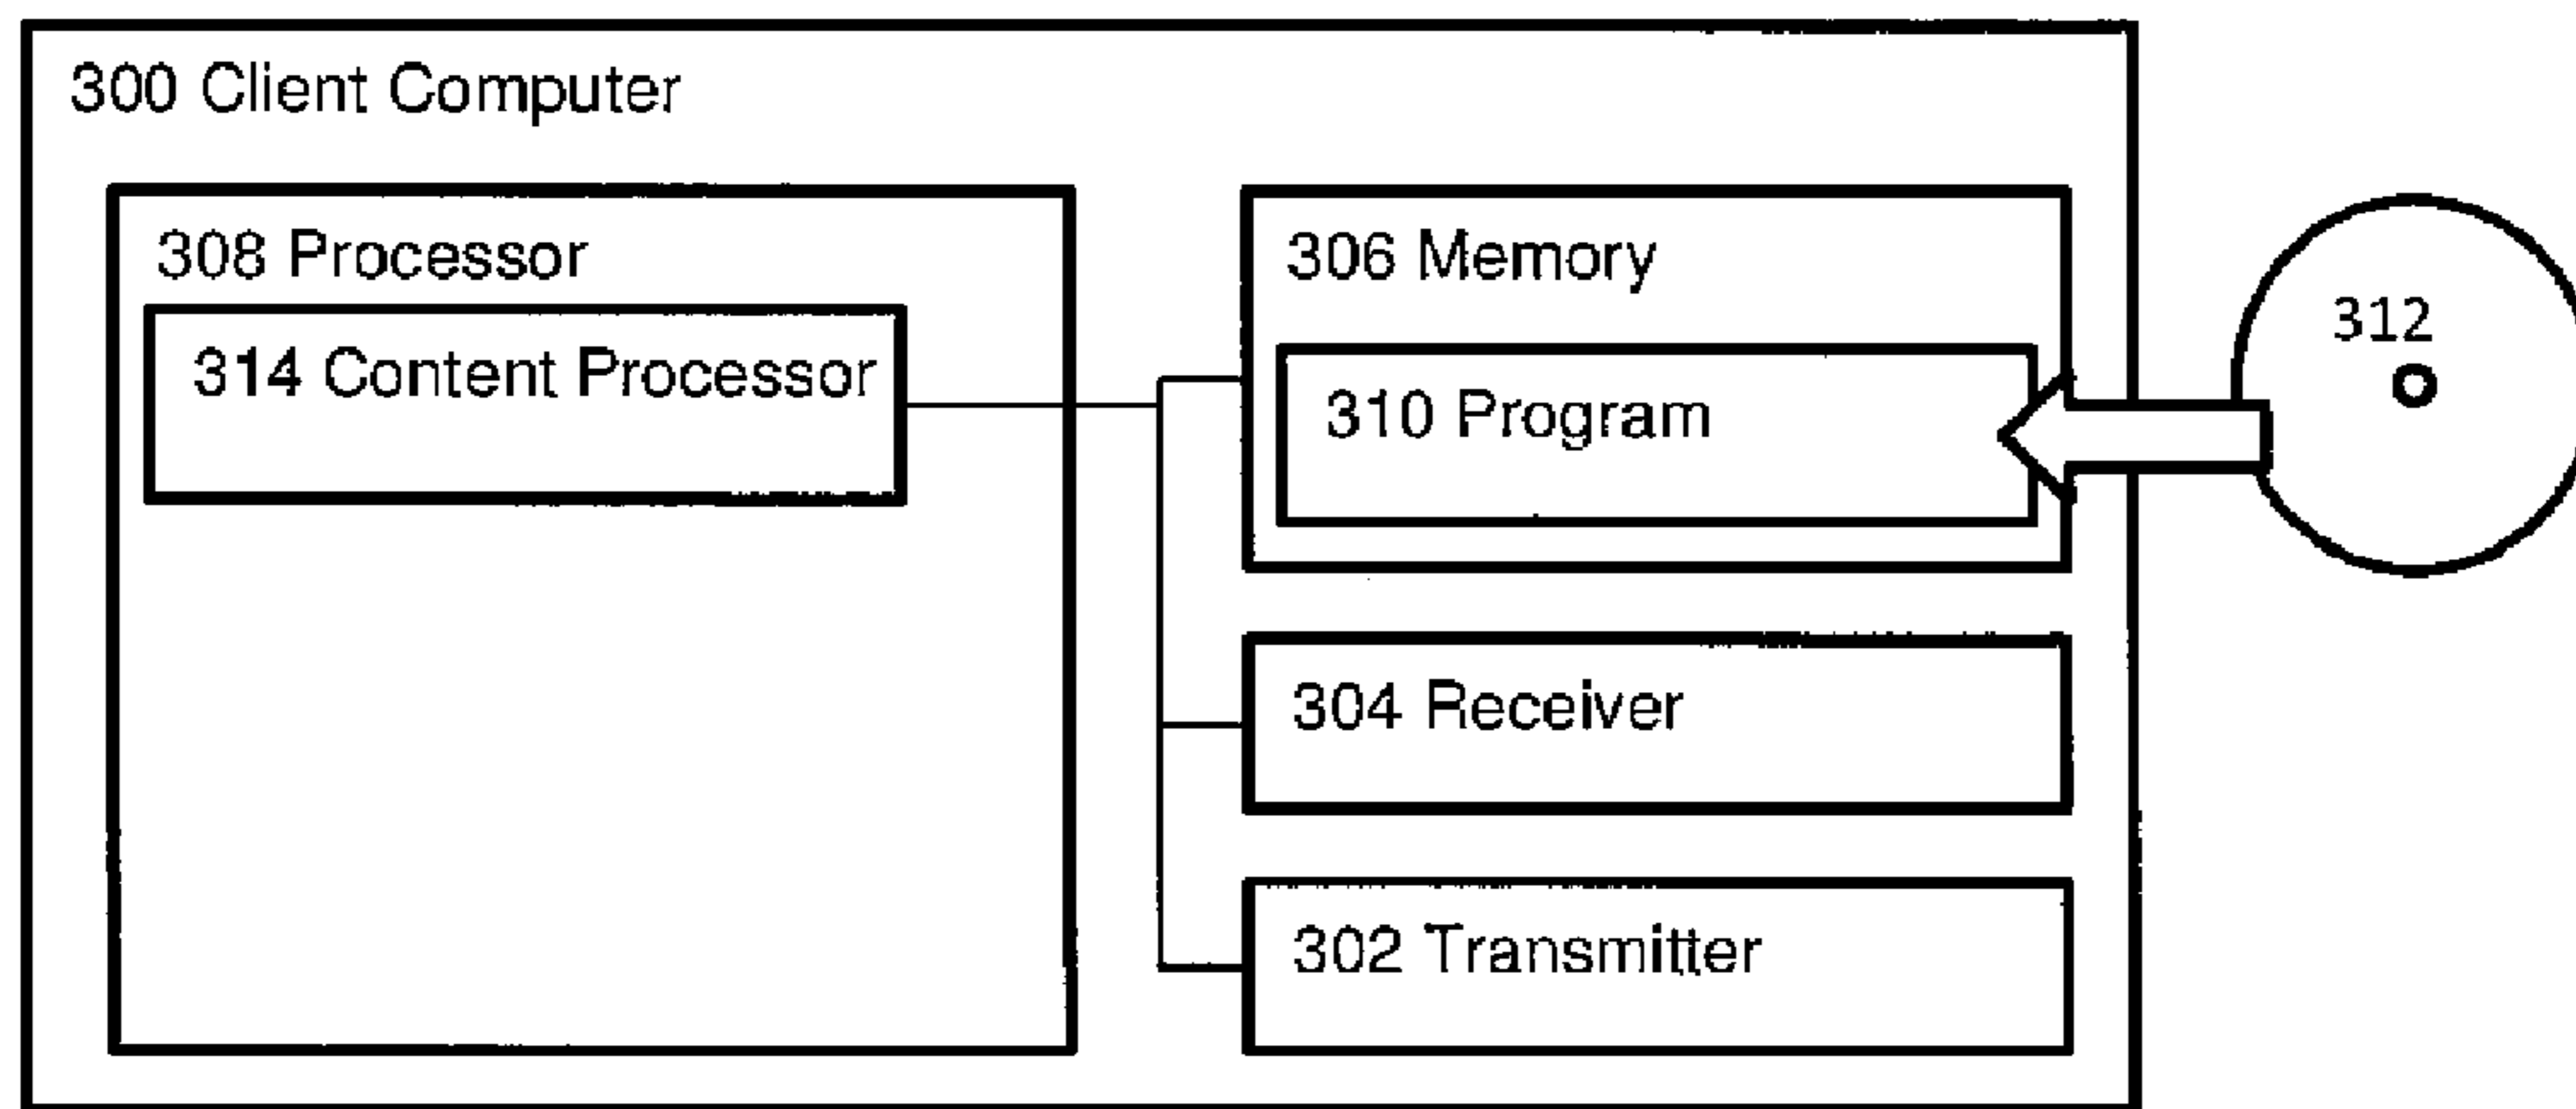 300 Client Computer
308 Processor
314 Content Processor
306 Memory
310 Program
304 Receiver
302 Transmitter
312